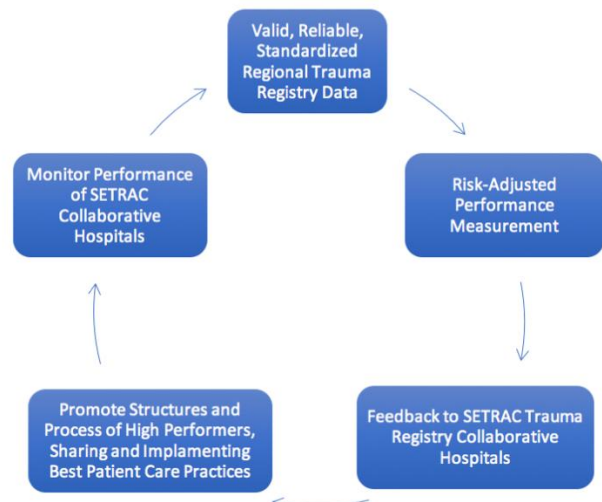 Valid, Reliable,
Standardized
Regional Trauma
Registry Data
Risk-Adjusted
Performance
Measurement
Feedback to SETRAC Trauma
Registry Collaborative
Hospitals
Promote Structures and
Process of High Performers,
Sharing and Implamenting
Best Patient Care Practices
Monitor Performance
of SETRAC
Collaborative
Hospitals